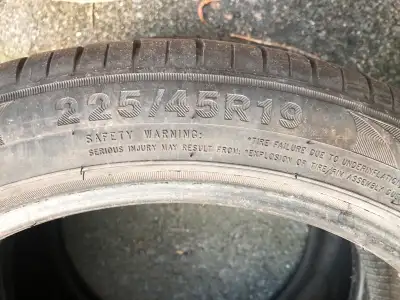 225/45R19
SAFETY WARNING:
SERIOUS INJURY MAY RESULT FROM:
*TIRE FAILURE DUE TO UNDERINFLATION
*EXPLOSION OF TIRE/RIM ASSEMBLY